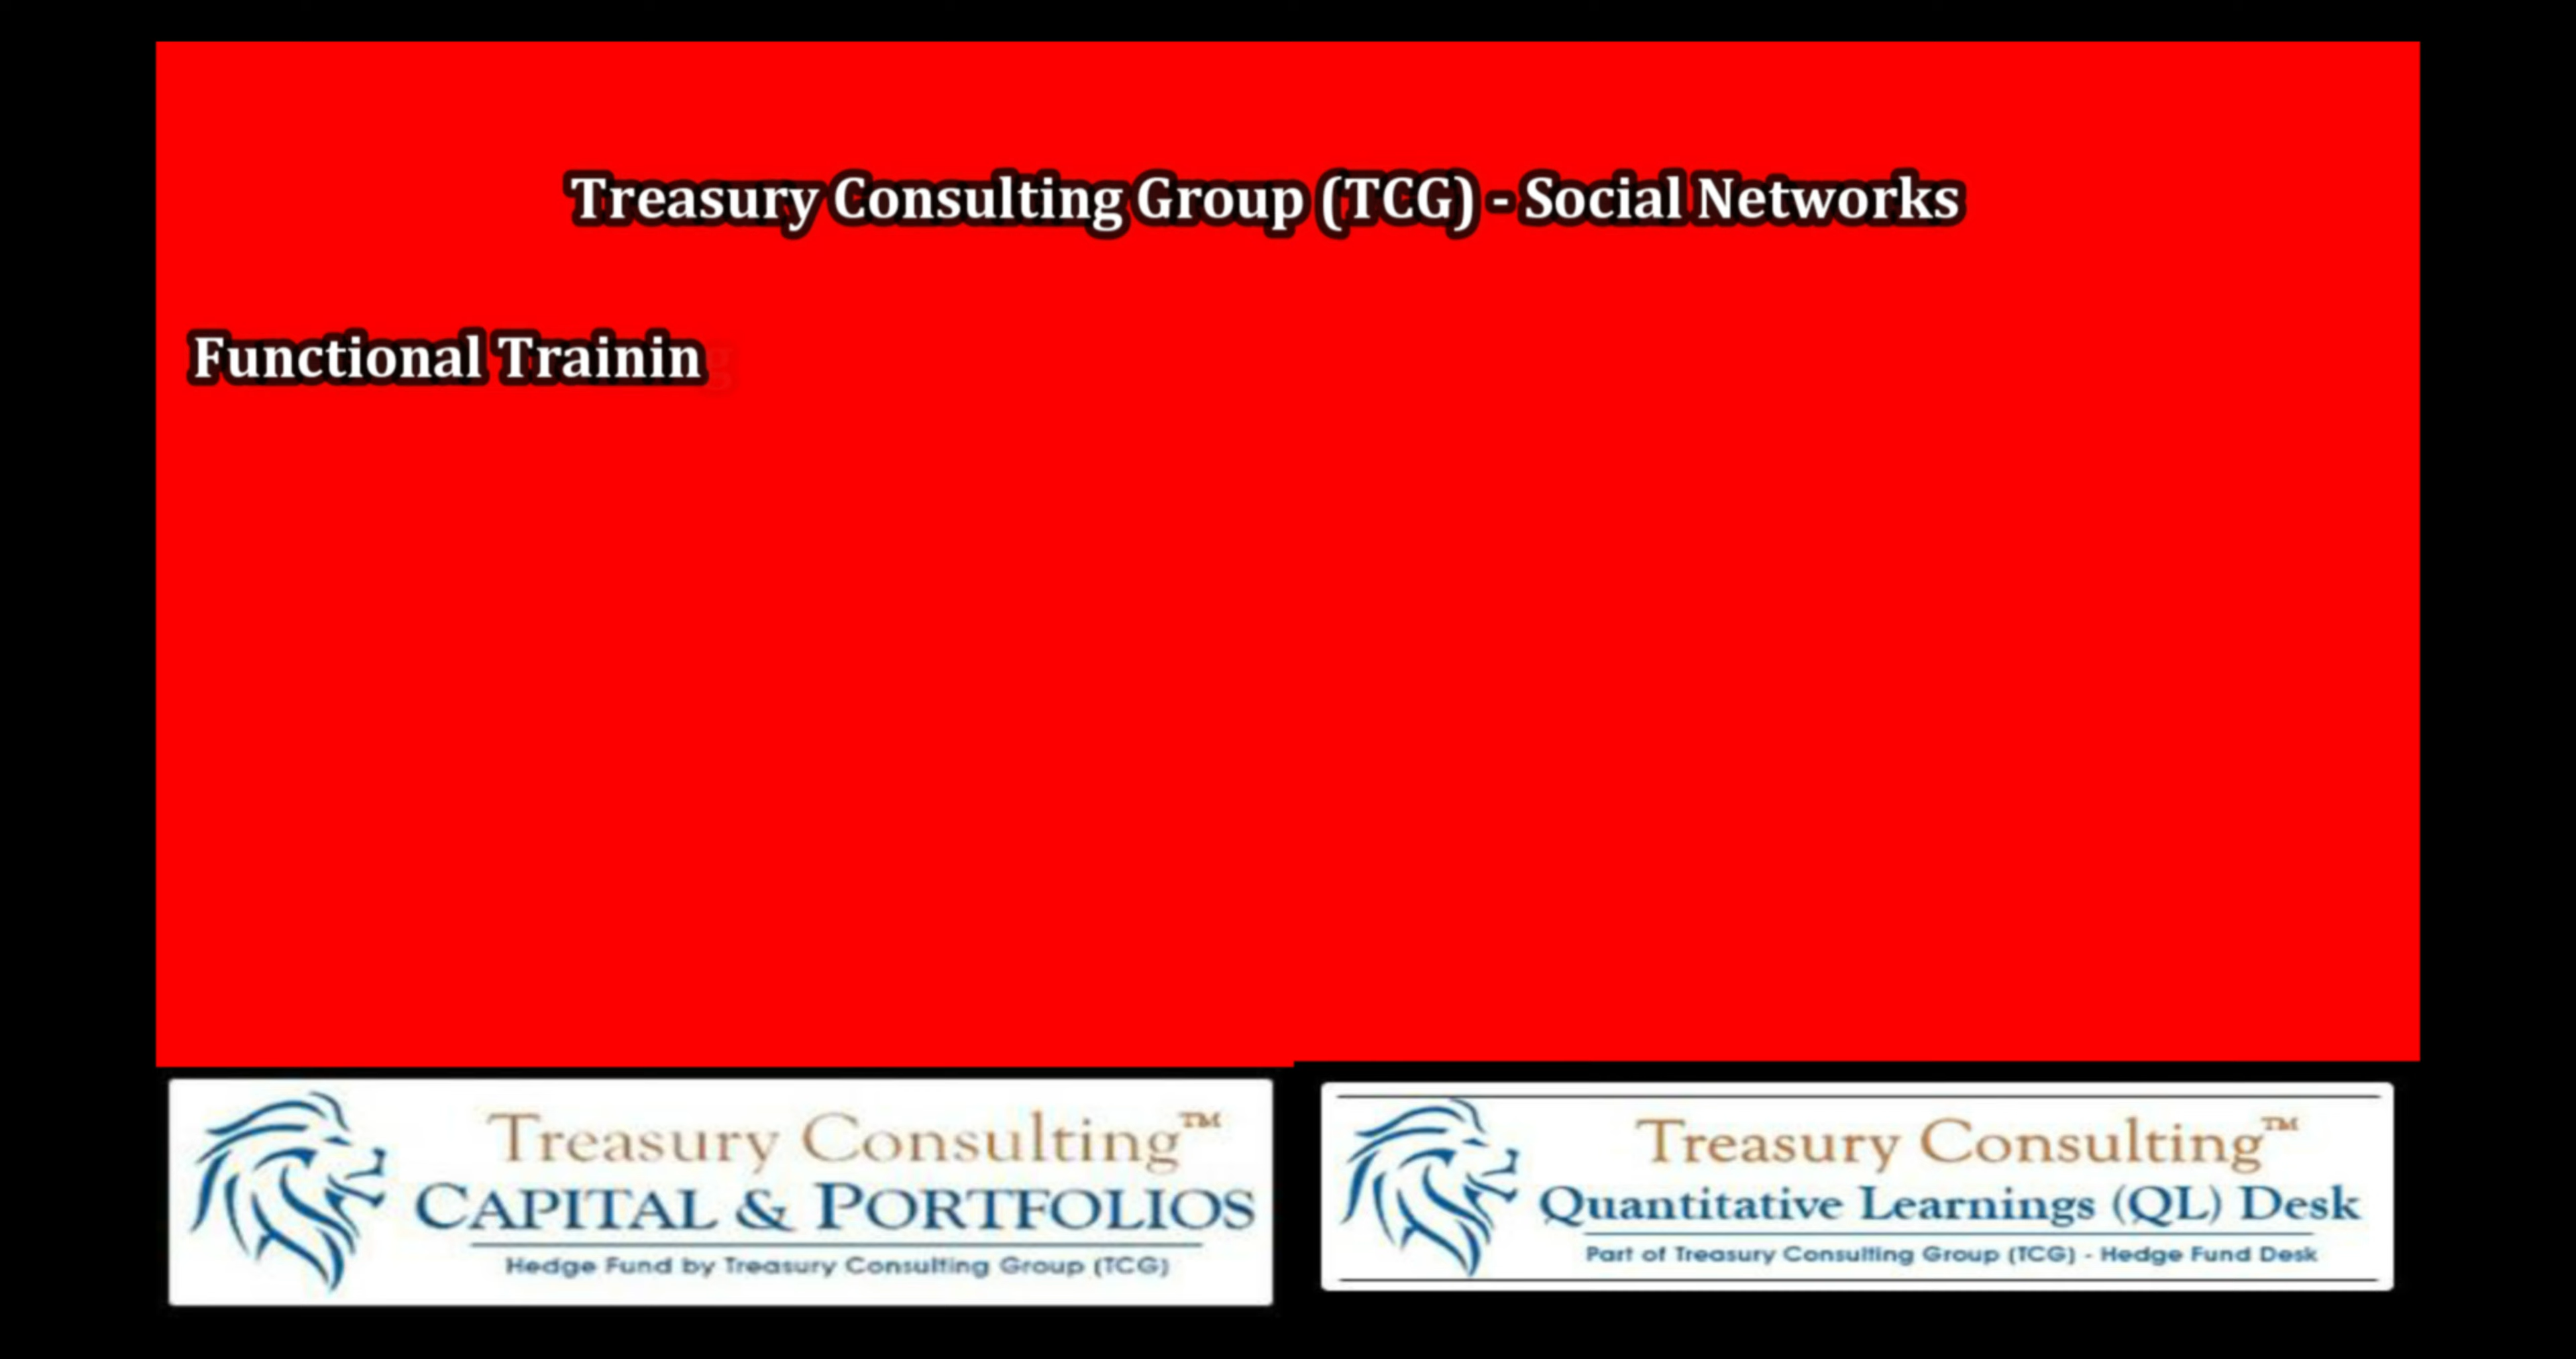 Treasury Consulting Group (TCG) - Social Networks
Functional Training
Treasury Consulting™
CAPITAL & PORTFOLIOS
Hedge Fund by Treasury Consulting Group (TCG)
Treasury Consulting™
Quantitative Learnings (QL) Desk
Part of Treasury Consulting Group (TCG) - Hedge Fund Desk